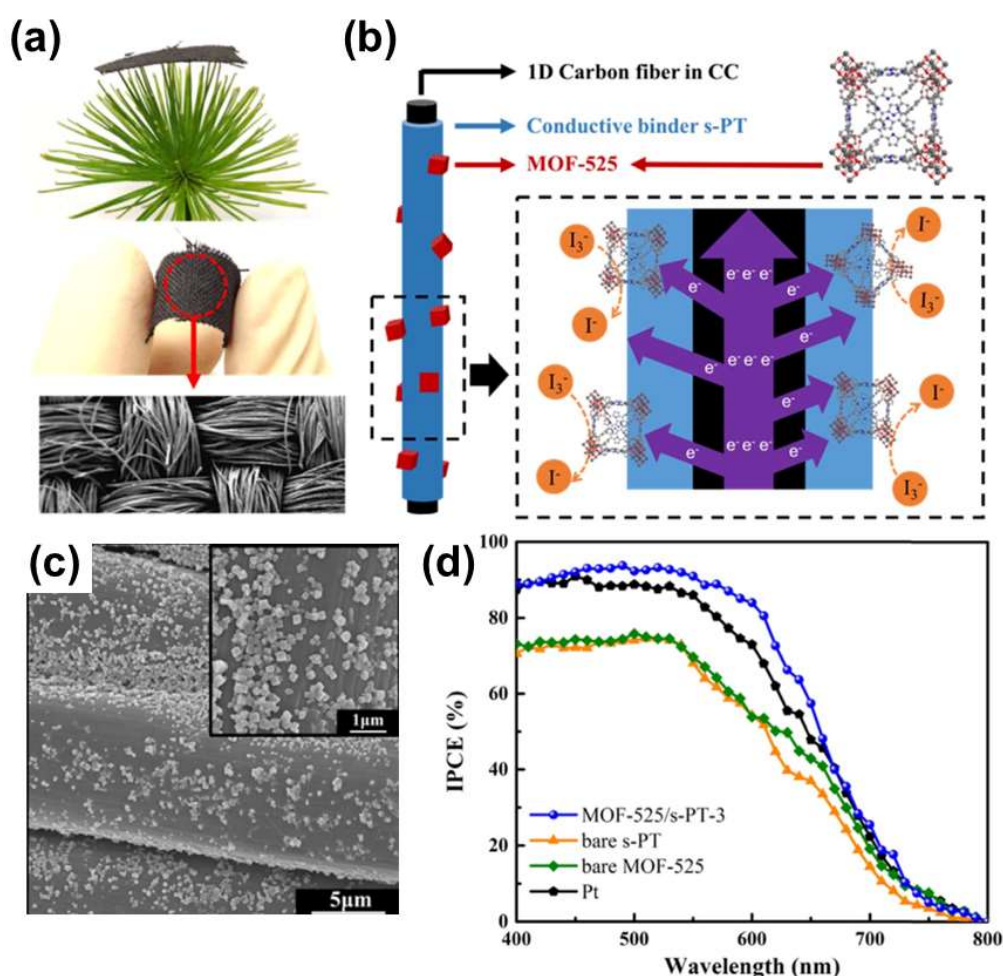 (a)
(b)
1D Carbon fiber in CC
Conductive binder s-PT
MOF-525
I₃⁻
I⁻
I⁻
I₃⁻
e⁻ e⁻ e⁻
e⁻
e⁻
e⁻
e⁻ e⁻ e⁻
e⁻
e⁻
I₃⁻
I⁻
I⁻
I₃⁻
e⁻ e⁻ e⁻
e⁻
e⁻
(c)
1μm
5μm
(d)
IPCE (%)
100
80
60
40
20
0
MOF-525/s-PT-3
bare s-PT
bare MOF-525
Pt
400
500
600
700
800
Wavelength (nm)